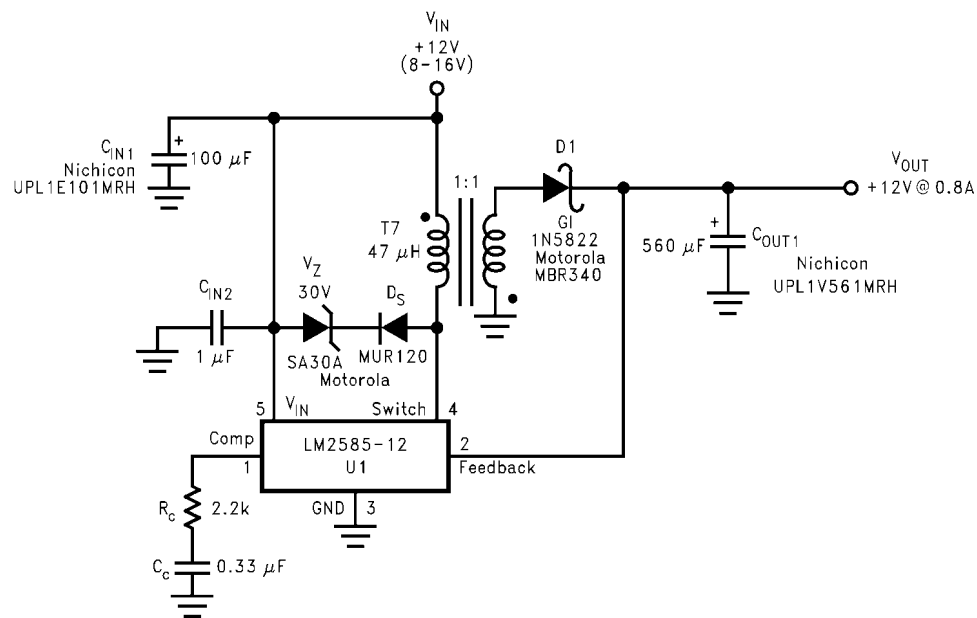 V_IN
+12V
(8-16V)
C_IN1
Nichicon
UPL1E101MRH
+
100 μF
D1
1:1
V_OUT
+12V @ 0.8A
T7
47 μH
GI
1N5822
Motorola
MBR340
+
560 μF
C_OUT1
Nichicon
UPL1V561MRH
V_Z
30V
D_S
C_IN2
1 μF
SA30A
MUR120
Motorola
5
V_IN
Switch
4
Comp
1
LM2585-12
U1
2
Feedback
GND
3
R_c
2.2k
C_c
0.33 μF